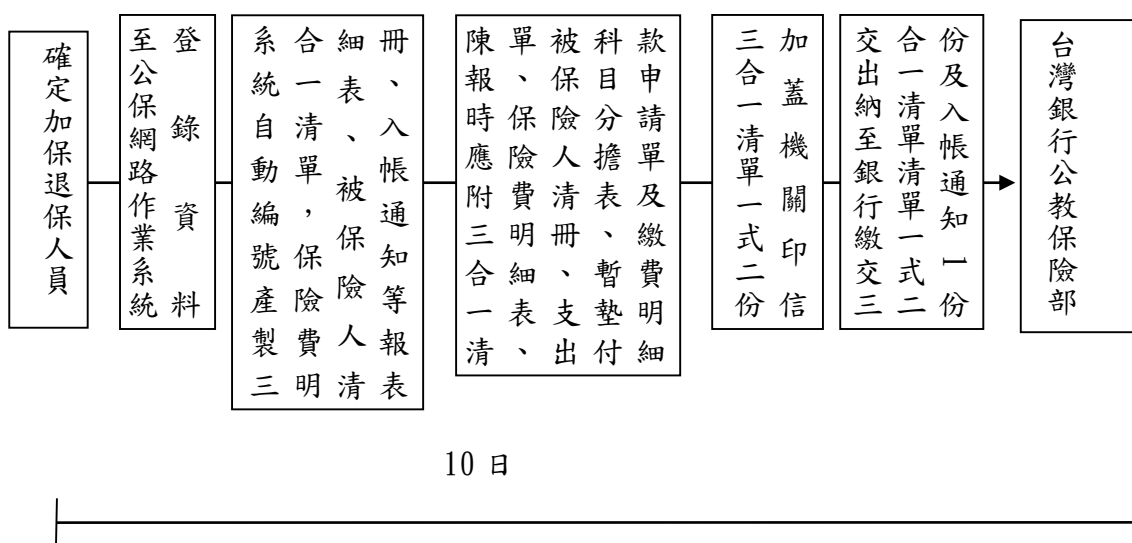 確定加保退保人員
至公保網路作業系統
登錄資料
系統自動編號產製三
合一清單，保險費明
細表、被保險人清
冊、入帳通知等報表
陳報時應附三合一清
單、保險費明細表、
被保險人清冊、支出
科目分擔表、暫墊付
款申請單及繳費明細
三合一清單一式二份
加蓋機關印信
交出納至銀行繳交三
合一清單清單一式二
份及入帳通知1份
台灣銀行公教保險部
10 日